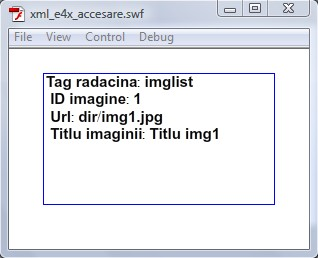 xml_e4x_accesare.swf
File View Control Debug
Tag radacina: imglist
ID imagine: 1
Url: dir/img1.jpg
Titlu imaginii: Titlu img1